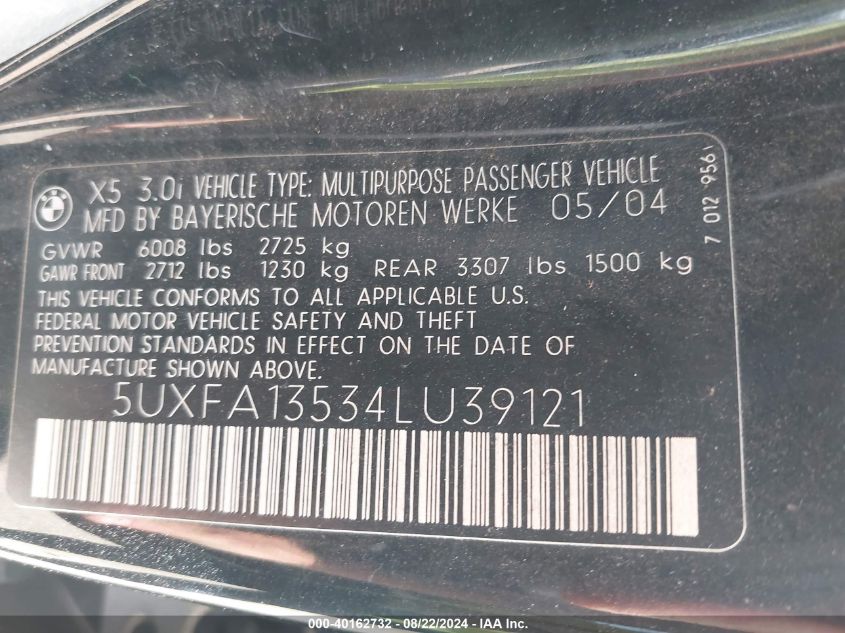 X5 3.0i VEHICLE TYPE: MULTIPURPOSE PASSENGER VEHICLE
MFD BY BAYERISCHE MOTOREN WERKE 05/04
GVWR 6008 lbs 2725 kg
GAWR FRONT 2712 lbs 1230 kg REAR 3307 lbs 1500 kg
THIS VEHICLE CONFORMS TO ALL APPLICABLE U.S.
FEDERAL MOTOR VEHICLE SAFETY AND THEFT
PREVENTION STANDARDS IN EFFECT ON THE DATE OF
MANUFACTURE SHOWN ABOVE.
5UXFA13534LU39121
7 012 956
000-40162732 - 08/22/2024 - © IAA, Inc.